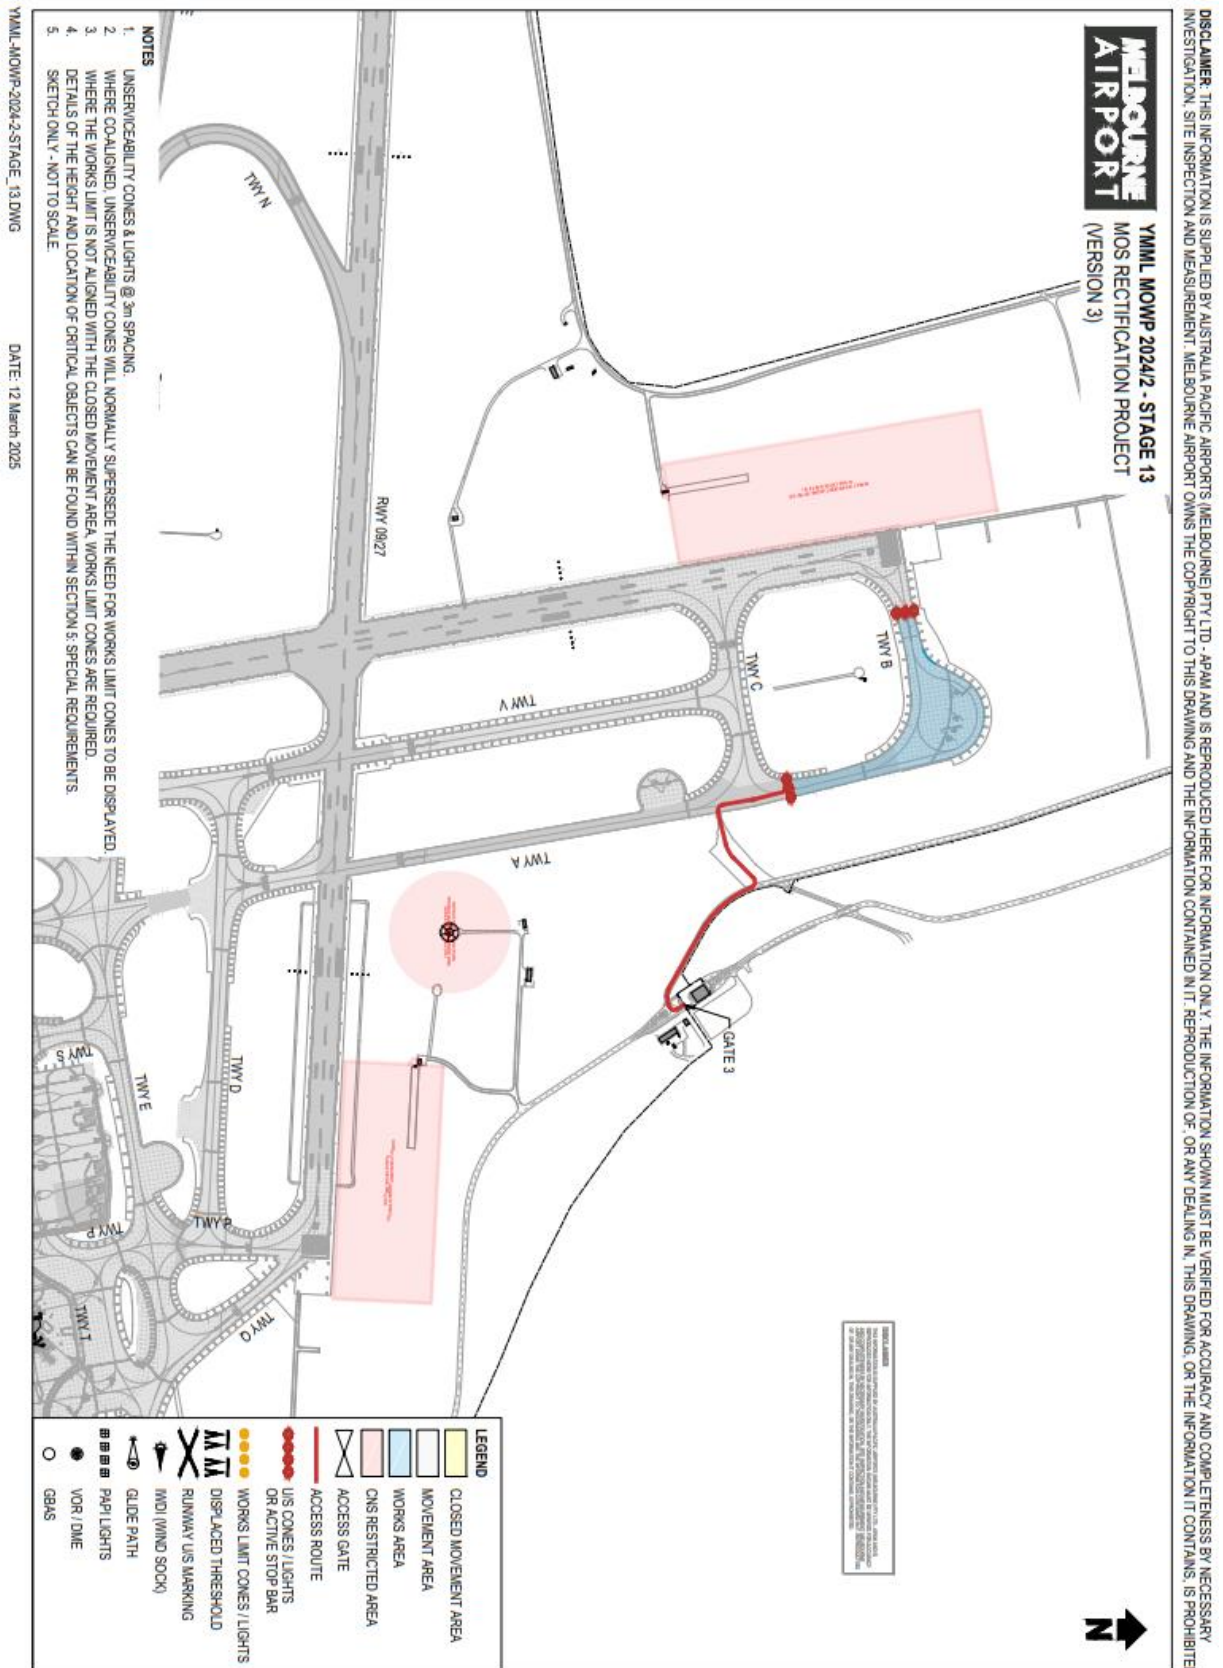 DISCLAIMER: THIS INFORMATION IS SUPPLIED BY AUSTRALIA PACIFIC AIRPORTS (MELBOURNE) PTY LTD - APAM AND IS REPRODUCED HERE FOR INFORMATION ONLY. THE INFORMATION SHOWN MUST BE VERIFIED FOR ACCURACY AND COMPLETENESS BY NECESSARY
INVESTIGATION, SITE INSPECTION AND MEASUREMENT. MELBOURNE AIRPORT OWNS THE COPYRIGHT TO THIS DRAWING AND THE INFORMATION CONTAINED IN IT. REPRODUCTION OF, OR ANY DEALING IN, THIS DRAWING, OR THE INFORMATION IT CONTAINS, IS PROHIBITE
MELBOURNE
AIRPORT
YMML MOWP 2024/2 - STAGE 13
MOS RECTIFICATION PROJECT
(VERSION 3)
N
TWY B
TWY C
TWY V
TWY A
GATE 3
RWY 09/27
TWY N
TWY D
TWY E
TWY S
TWY P
TWY P
TWY Q
TWY T
DISCLAIMER
LEGEND
CLOSED MOVEMENT AREA
MOVEMENT AREA
WORKS AREA
CNS RESTRICTED AREA
ACCESS GATE
ACCESS ROUTE
U/S CONES / LIGHTS
OR ACTIVE STOP BAR
WORKS LIMIT CONES / LIGHTS
DISPLACED THRESHOLD
RUNWAY U/S MARKING
IWDI (WIND SOCK)
GLIDE PATH
PAPI LIGHTS
VOR / DME
GBAS
NOTES
1. UNSERVICEABILITY CONES & LIGHTS @ 3m SPACING.
2. WHERE CO-ALIGNED, UNSERVICEABILITY CONES WILL NORMALLY SUPERSEDE THE NEED FOR WORKS LIMIT CONES TO BE DISPLAYED.
3. WHERE THE WORKS LIMIT IS NOT ALIGNED WITH THE CLOSED MOVEMENT AREA, WORKS LIMIT CONES ARE REQUIRED.
4. DETAILS OF THE HEIGHT AND LOCATION OF CRITICAL OBJECTS CAN BE FOUND WITHIN SECTION 5: SPECIAL REQUIREMENTS.
5. SKETCH ONLY - NOT TO SCALE.
YMML-MOWP-2024-2-STAGE_13.DWG DATE: 12 March 2025